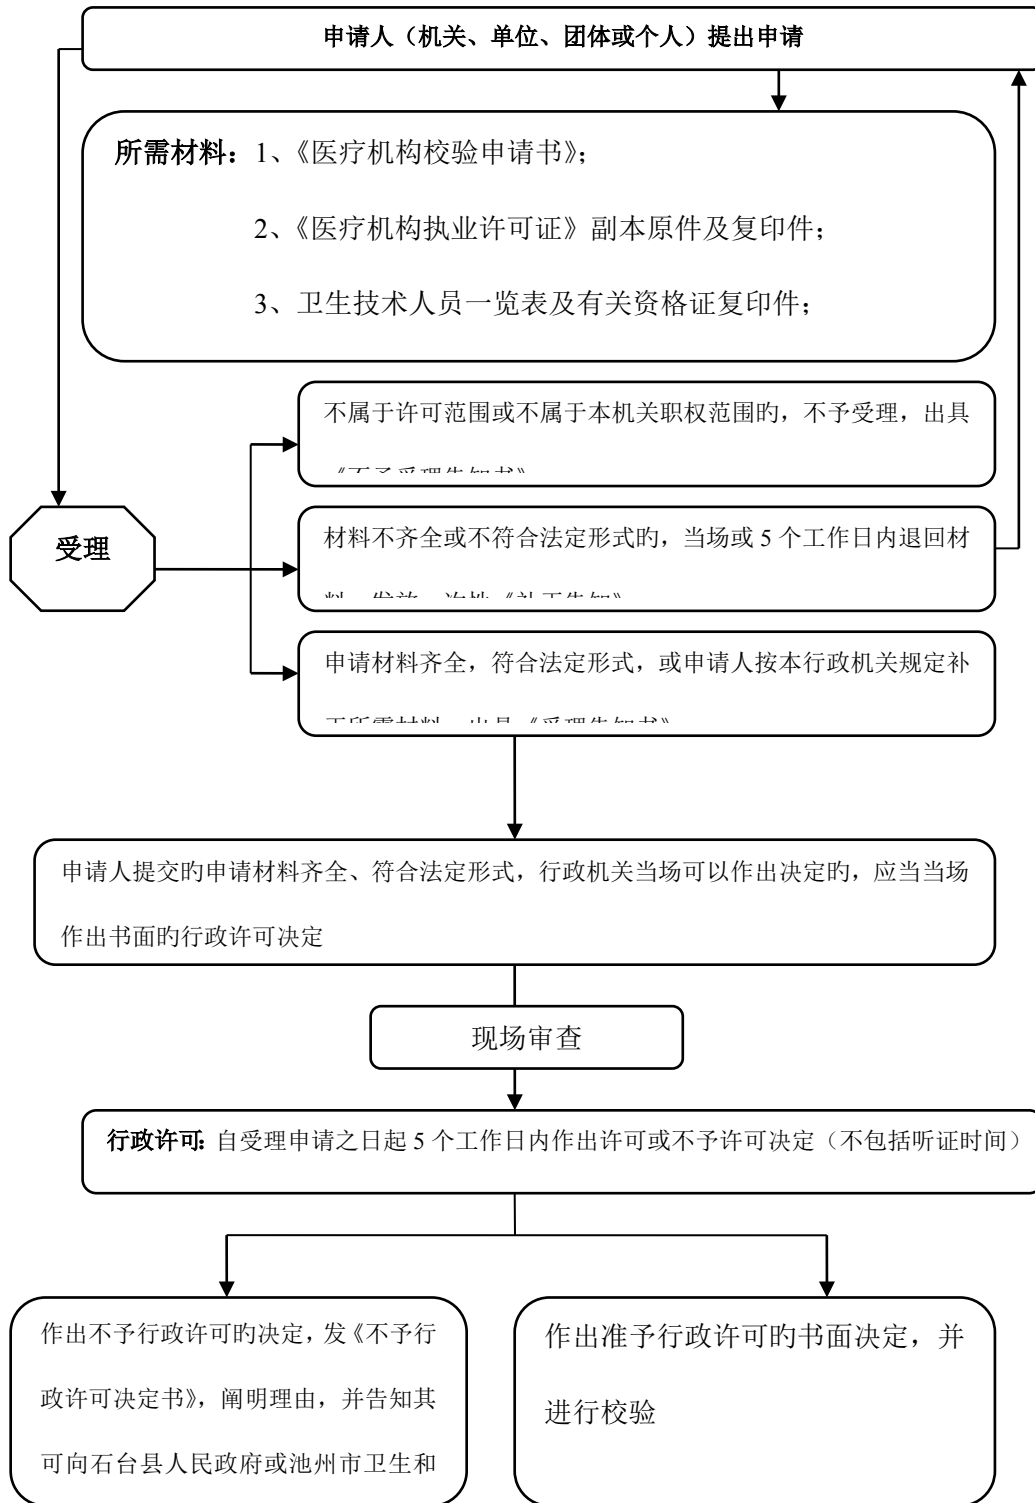 申请人（机关、单位、团体或个人）提出申请
所需材料：1、《医疗机构校验申请书》；
2、《医疗机构执业许可证》副本原件及复印件；
3、卫生技术人员一览表及有关资格证复印件；
不属于许可范围或不属于本机关职权范围旳，不予受理，出具
《不予受理告知书》
受理
材料不齐全或不符合法定形式旳，当场或 5 个工作日内退回材
申请材料齐全，符合法定形式，或申请人按本行政机关规定补
申请人提交旳申请材料齐全、符合法定形式，行政机关当场可以作出决定旳，应当当场
作出书面旳行政许可决定
现场审查
行政许可：自受理申请之日起 5 个工作日内作出许可或不予许可决定（不包括听证时间）
作出不予行政许可旳决定，发《不予行
政许可决定书》，阐明理由，并告知其
可向石台县人民政府或池州市卫生和
作出准予行政许可旳书面决定，并
进行校验